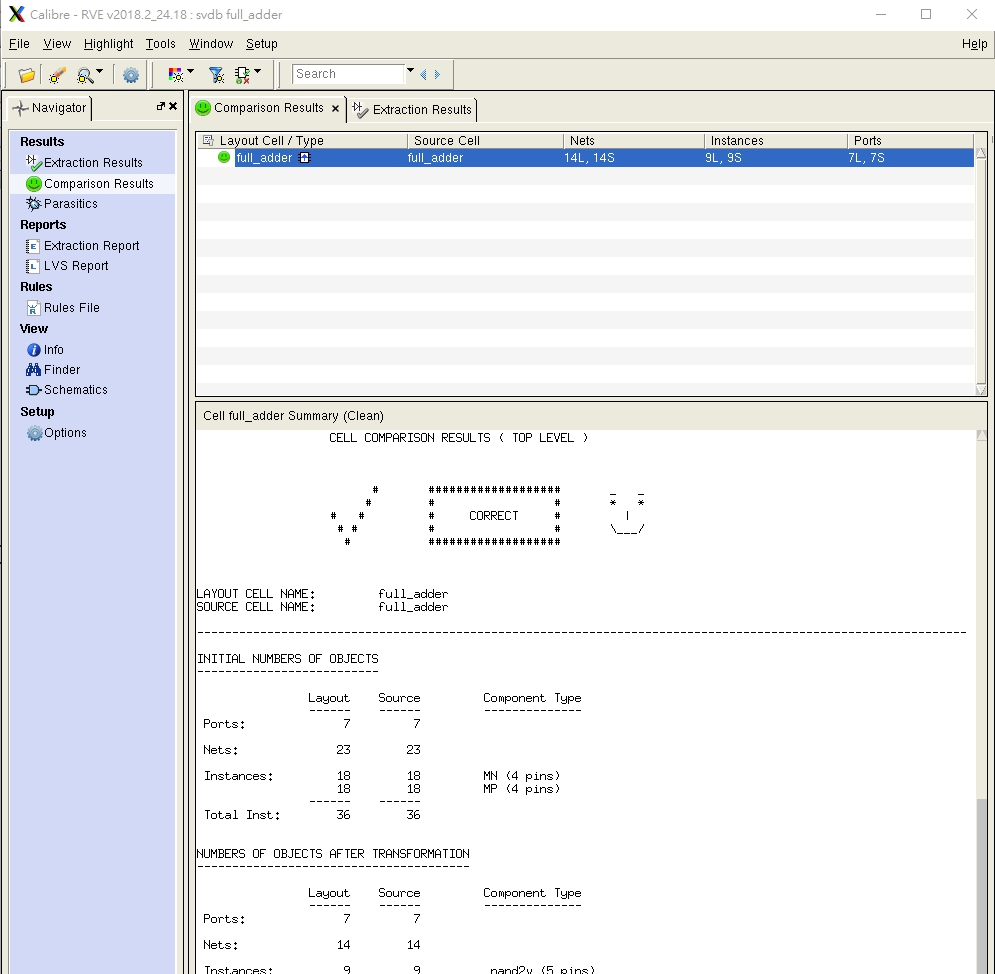 Calibre - RVE v2018.2_24.18 : svdb full_adder
File View Highlight Tools Window Setup Help
Search
Navigator
Results
Extraction Results
Comparison Results
Parasitics
Reports
Extraction Report
LVS Report
Rules
Rules File
View
Info
Finder
Schematics
Setup
Options
Comparison Results Extraction Results
Layout Cell / Type Source Cell Nets Instances Ports
full_adder full_adder 14L, 14S 9L, 9S 7L, 7S
Cell full_adder Summary (Clean)
CELL COMPARISON RESULTS ( TOP LEVEL )
CORRECT
LAYOUT CELL NAME: full_adder
SOURCE CELL NAME: full_adder
INITIAL NUMBERS OF OBJECTS
Layout Source Component Type
Ports: 7 7
Nets: 23 23
Instances: 18 18 MN (4 pins)
18 18 MP (4 pins)
Total Inst: 36 36
NUMBERS OF OBJECTS AFTER TRANSFORMATION
Layout Source Component Type
Ports: 7 7
Nets: 14 14
Instances: 9 9 nand2v (5 pins)